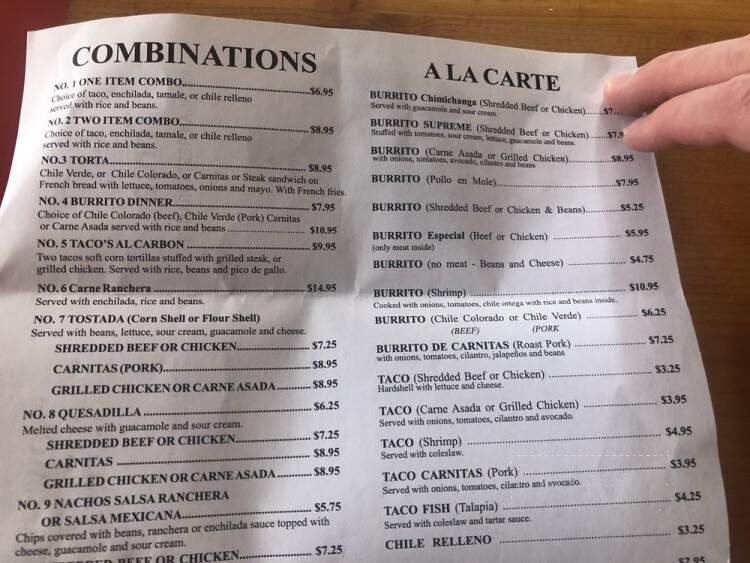 COMBINATIONS
NO. 1 ONE ITEM COMBO.................................$6.95
Choice of taco, enchilada, tamale, or chile relleno
served with rice and beans.
NO. 2 TWO ITEM COMBO.................................$8.95
Choice of taco, enchilada, tamale, or chile relleno
served with rice and beans.
NO.3 TORTA.................................$8.95
Chile Verde, or Chile Colorado, or Carnitas or Steak sandwich on
French bread with lettuce, tomatoes, onions and mayo. With French fries.
NO. 4 BURRITO DINNER.................................$7.95
Choice of Chile Colorado (beef), Chile Verde (Pork) Carnitas
or Carne Asada served with rice and beans ........................ $10.95
NO. 5 TACO'S AL CARBON .................................$9.95
Two tacos soft corn tortillas stuffed with grilled steak, or
grilled chicken. Served with rice, beans and pico de gallo.
NO. 6 Carne Ranchera .................................$14.95
Served with enchilada, rice and beans.
NO. 7 TOSTADA (Corn Shell or Flour Shell)
Served with beans, lettuce, sour cream, guacamole and cheese.
SHREDDED BEEF OR CHICKEN.................... $7.25
CARNITAS (PORK).................................$8.95
GRILLED CHICKEN OR CARNE ASADA.......... $8.95
NO. 8 QUESADILLA .................................$6.25
Melted cheese with guacamole and sour cream.
SHREDDED BEEF OR CHICKEN.................... $7.25
CARNITAS .................................$8.95
GRILLED CHICKEN OR CARNE ASADA.......... $8.95
NO. 9 NACHOS SALSA RANCHERA
OR SALSA MEXICANA.................................$5.75
Chips covered with beans, ranchera or enchilada sauce topped with
cheese, guacamole and sour cream.
BEEF OR CHICKEN.................... $7.25
A LA CARTE
BURRITO Chimichanga (Shredded Beef or Chicken).....$7.
Served with guacamole and sour cream.
BURRITO SUPREME (Shredded Beef or Chicken).....$7.9
Stuffed with tomatoes, sour cream, lettuce, guacamole and beans.
BURRITO (Carne Asada or Grilled Chicken)............$8.95
with onions, tomatoes, avocado, cilantro and beans
BURRITO (Pollo en Mole).................................$7.95
BURRITO (Shredded Beef or Chicken & Beans)..........$5.25
BURRITO Especial (Beef or Chicken) .................... $5.95
(only meat inside)
BURRITO (no meat - Beans and Cheese) .................... $4.75
BURRITO (Shrimp) .................................$10.95
Cooked with onions, tomatoes, chile ortega with rice and beans inside.
BURRITO (Chile Colorado or Chile Verde) ................ $6.25
(BEEF) (PORK
BURRITO DE CARNITAS (Roast Pork) .................... $7.25
with onions, tomatoes, cilantro, jalapeños and beans
TACO (Shredded Beef or Chicken) .................... $3.25
Hardshell with lettuce and cheese.
TACO (Carne Asada or Grilled Chicken) .................... $3.95
Served with onions, tomatoes, cilantro and avocado.
TACO (Shrimp) .................................$4.95
Served with coleslaw.
TACO CARNITAS (Pork) .................................$3.95
Served with onions, tomatoes, cilantro and avocado.
TACO FISH (Talapia) .................................$4.25
Served with coleslaw and tartar sauce.
CHILE RELLENO .................................$3.25
$2.95